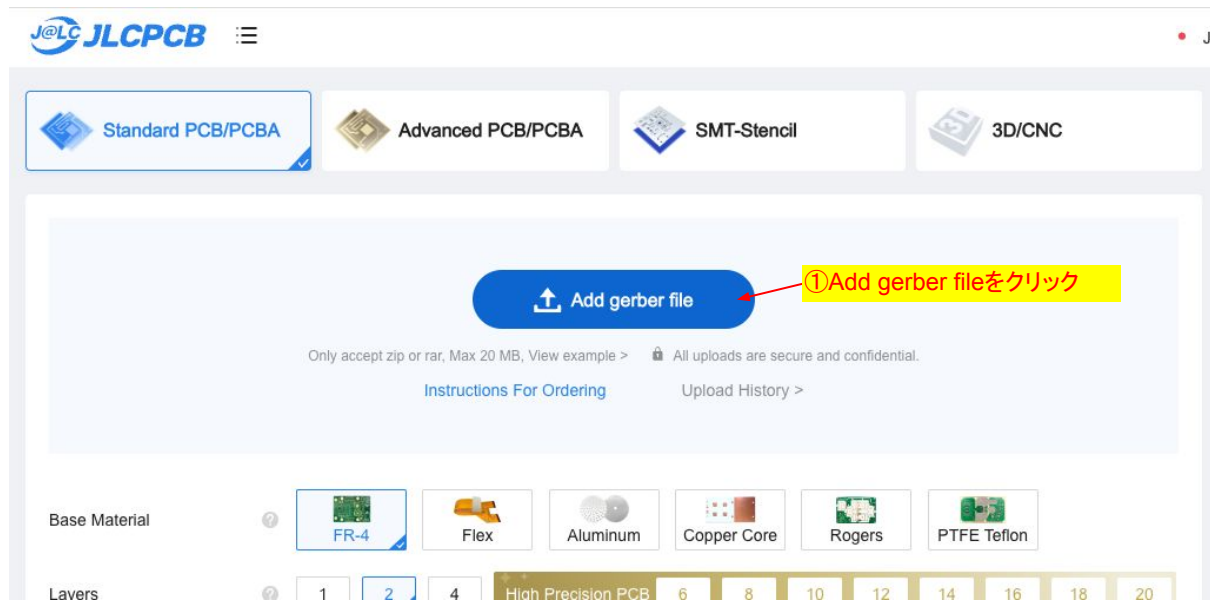 J@LC JLCPCB
J
Standard PCB/PCBA
Advanced PCB/PCBA
SMT-Stencil
3D/CNC
Add gerber file
①Add gerber fileをクリック
Only accept zip or rar, Max 20 MB, View example >
All uploads are secure and confidential.
Instructions For Ordering
Upload History >
Base Material
FR-4
Flex
Aluminum
Copper Core
Rogers
PTFE Teflon
Layers
1
2
4
High Precision PCB
6
8
10
12
14
16
18
20